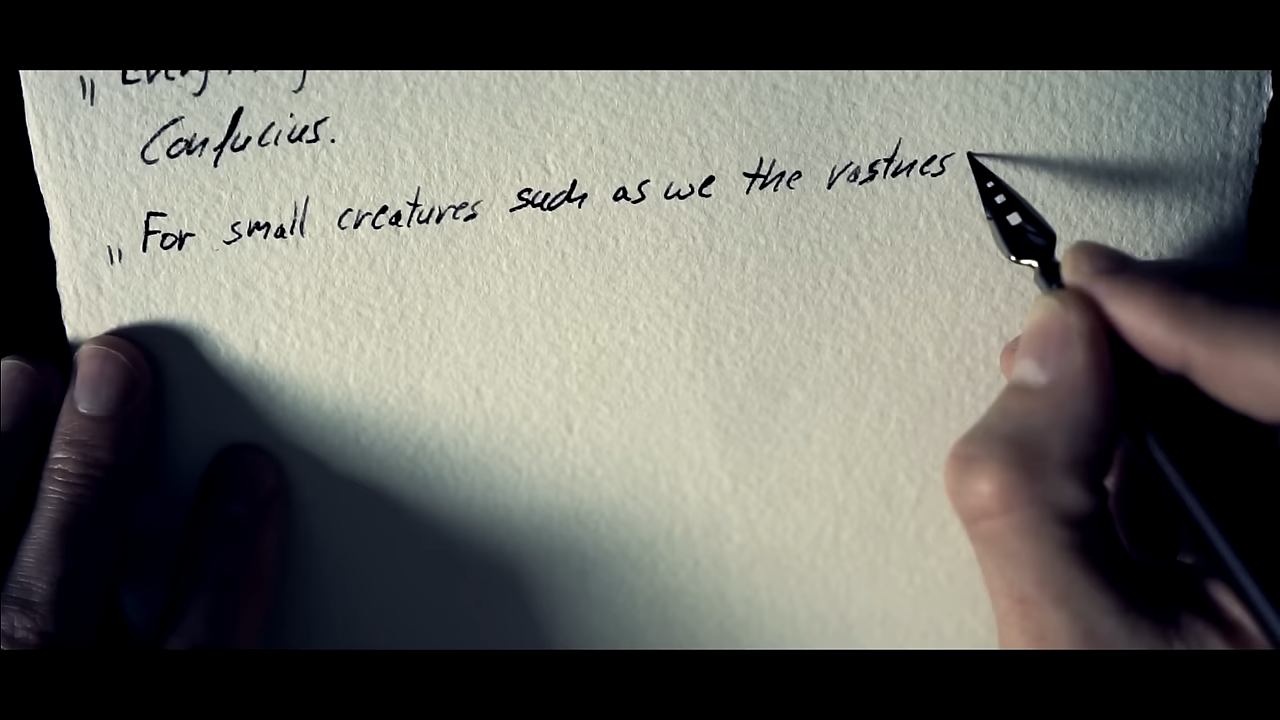 Confucius.
„ For small creatures such as we the vastnes